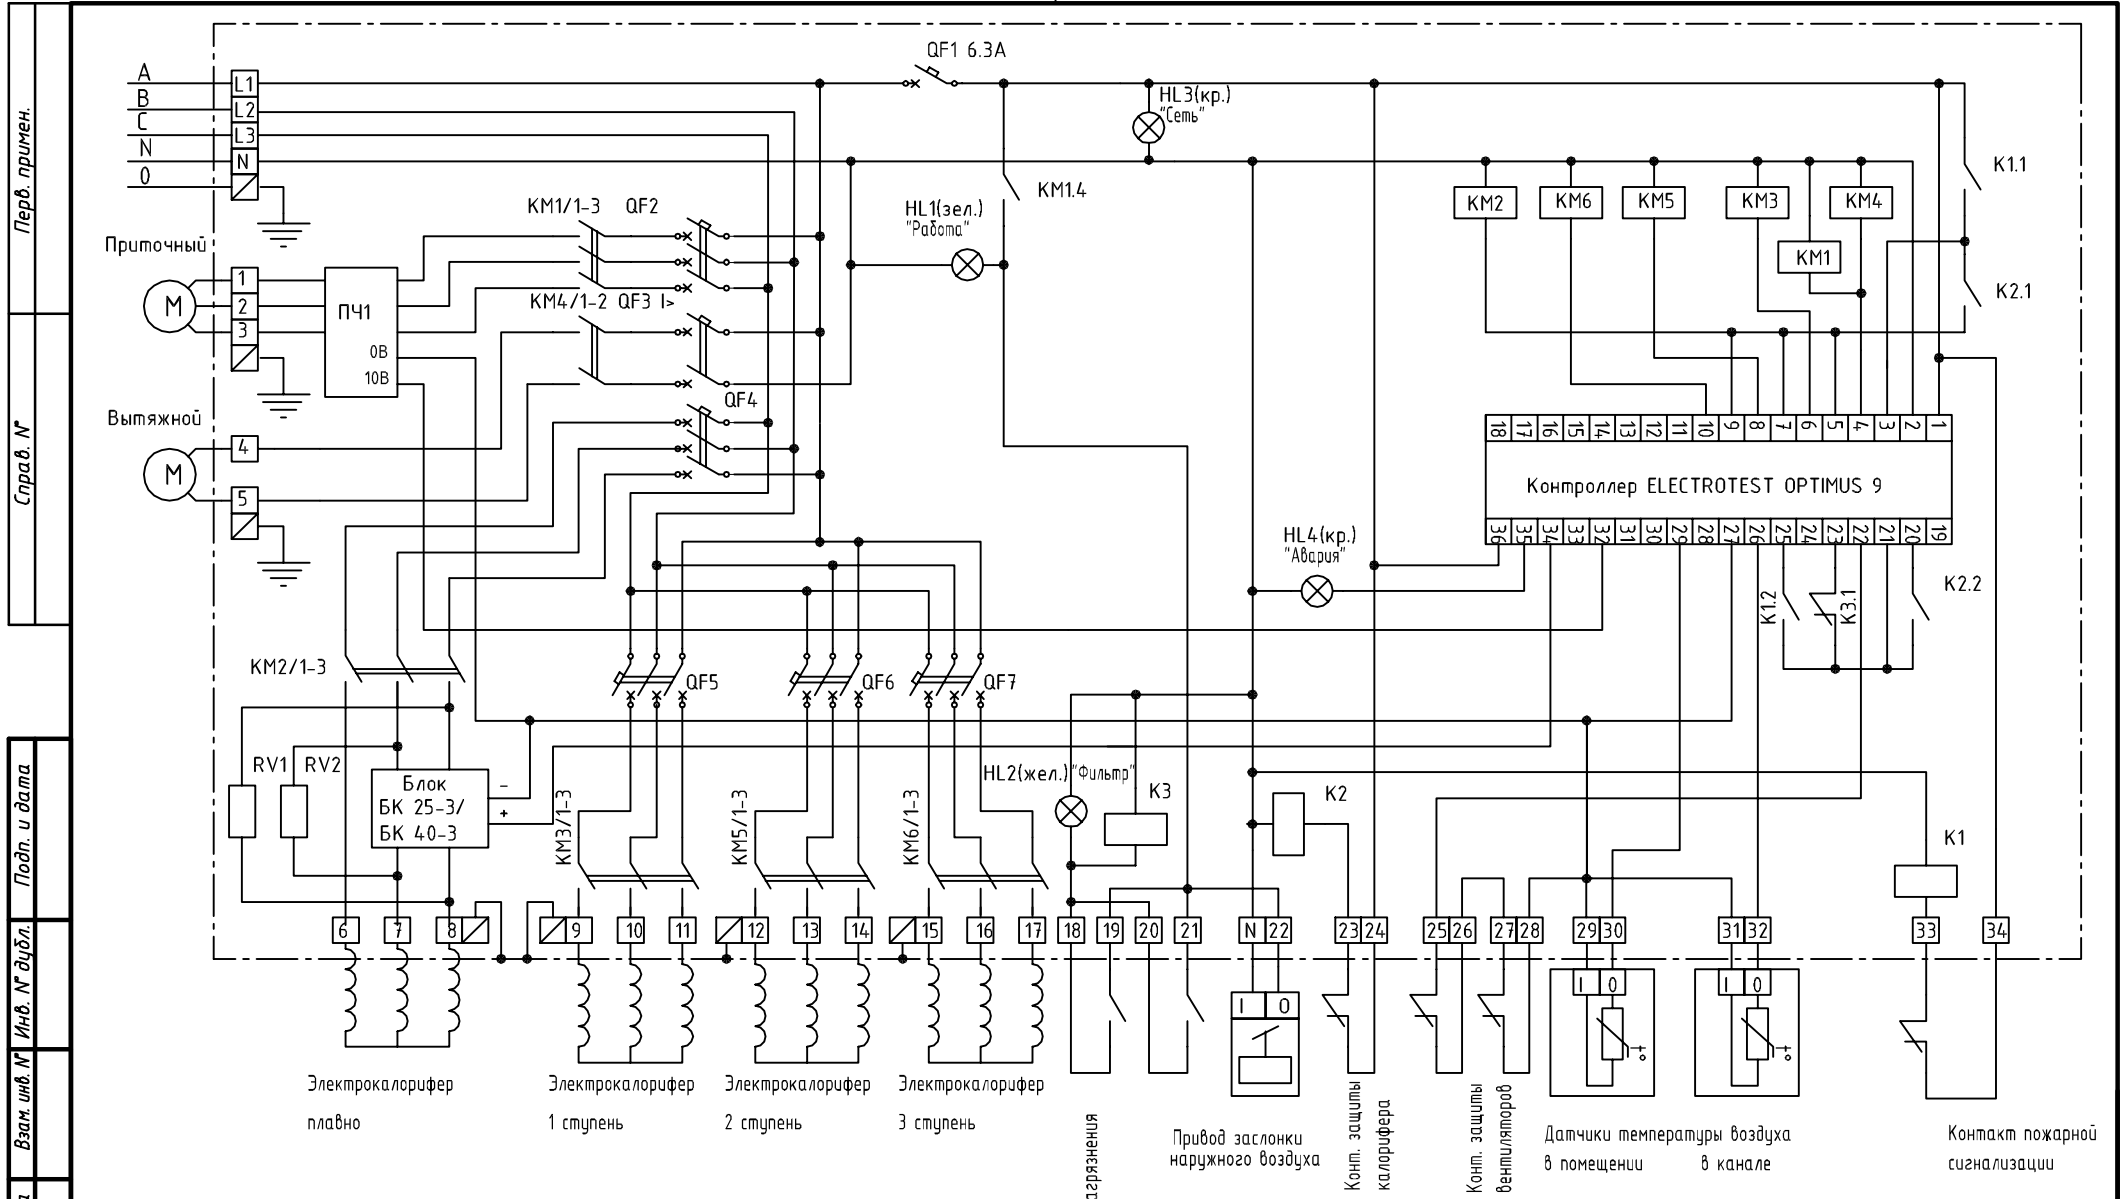 Перв. примен.
Справ. №
Подп. и дата
Инв. № дубл.
Взам. инв. №
QF1 6.3А
A
B
C
N
0
L1
L2
L3
N
HL3(кр.)
"Сеть"
KM1.4
HL1(зел.)
"Работа"
KM1/1-3 QF2
KM4/1-2 QF3 I>
QF4
KM2
KM6
KM5
KM3
KM1
KM4
K1.1
K2.1
Приточный
M
1
2
3
ПЧ1
0В
10В
Вытяжной
M
4
5
18 17 16 15 14 13 12 11 10 9 8 7 6 5 4 3 2 1
Контроллер ELECTROTEST OPTIMUS 9
36 35 34 33 32 31 30 29 28 27 26 25 24 23 22 21 20 19
HL4(кр.)
"Авария"
K1.2
K3.1
K2.2
KM2/1-3
QF5
QF6
QF7
RV1
RV2
Блок
БК 25-3/
БК 40-3
-
+
KM3/1-3
KM5/1-3
KM6/1-3
HL2(жел.)"Фильтр"
K3
K2
K1
6 7 8 9 10 11 12 13 14 15 16 17 18 19 20 21 N 22 23 24 25 26 27 28 29 30 31 32 33 34
I 0
I 0
I 0
t°
t°
Электрокалорифер
плавно
Электрокалорифер
1 ступень
Электрокалорифер
2 ступень
Электрокалорифер
3 ступень
агрязнения
Привод заслонки
наружного воздуха
Конт. защиты
калорифера
Конт. защиты
вентиляторов
Датчики температуры воздуха
в помещении в канале
Контакт пожарной
сигнализации